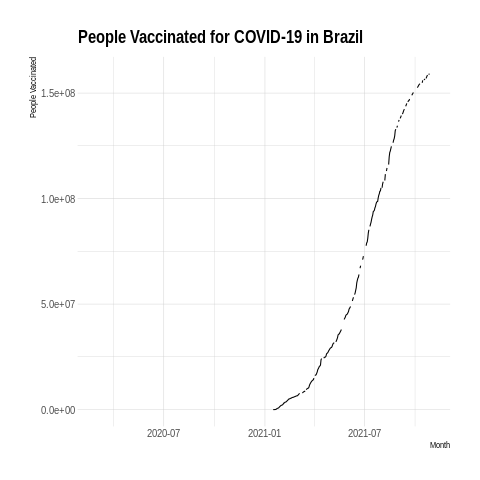 People Vaccinated for COVID-19 in Brazil
People Vaccinated
1.5e+08
1.0e+08
5.0e+07
0.0e+00
2020-07
2021-01
2021-07
Month